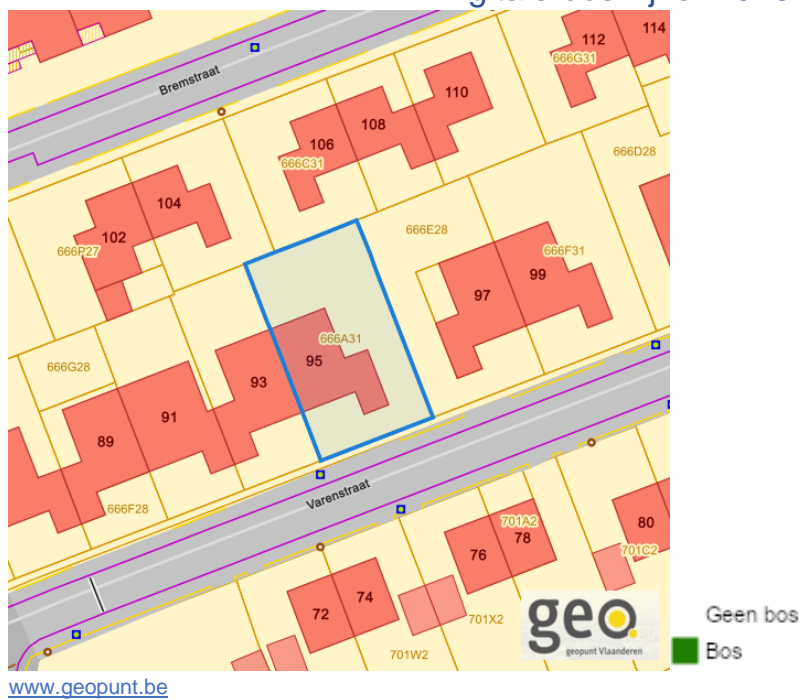 Bremstraat
112
114
666G31
110
108
106
666C31
666D28
104
102
666P27
666E28
666F31
99
97
666A31
95
93
666G28
91
89
666F28
Varenstraat
701A2
78
76
80
701C2
74
72
701X2
701W2
geo.
geopunt Vlaanderen
Geen bos
Bos
www.geopunt.be